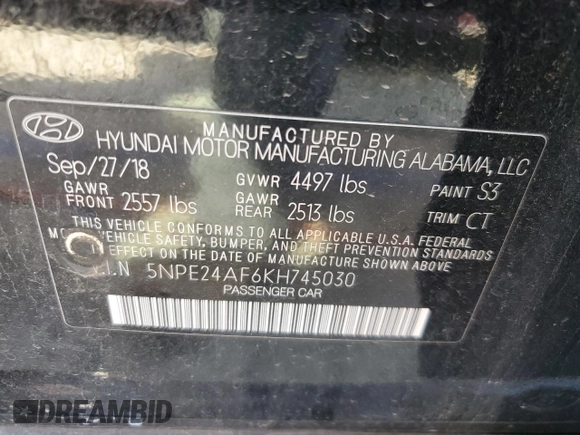 MANUFACTURED BY
HYUNDAI MOTOR MANUFACTURING ALABAMA, LLC
Sep/27/18 GVWR 4497 lbs PAINT S3
GAWR FRONT 2557 lbs GAWR REAR 2513 lbs TRIM CT
THIS VEHICLE CONFORMS TO ALL APPLICABLE U.S.A. FEDERAL
VEHICLE SAFETY, BUMPER, AND THEFT PREVENTION STANDARDS
EFFECT ON THE DATE OF MANUFACTURE SHOWN ABOVE.
.I.N 5NPE24AF6KH745030
PASSENGER CAR
DREAMBID